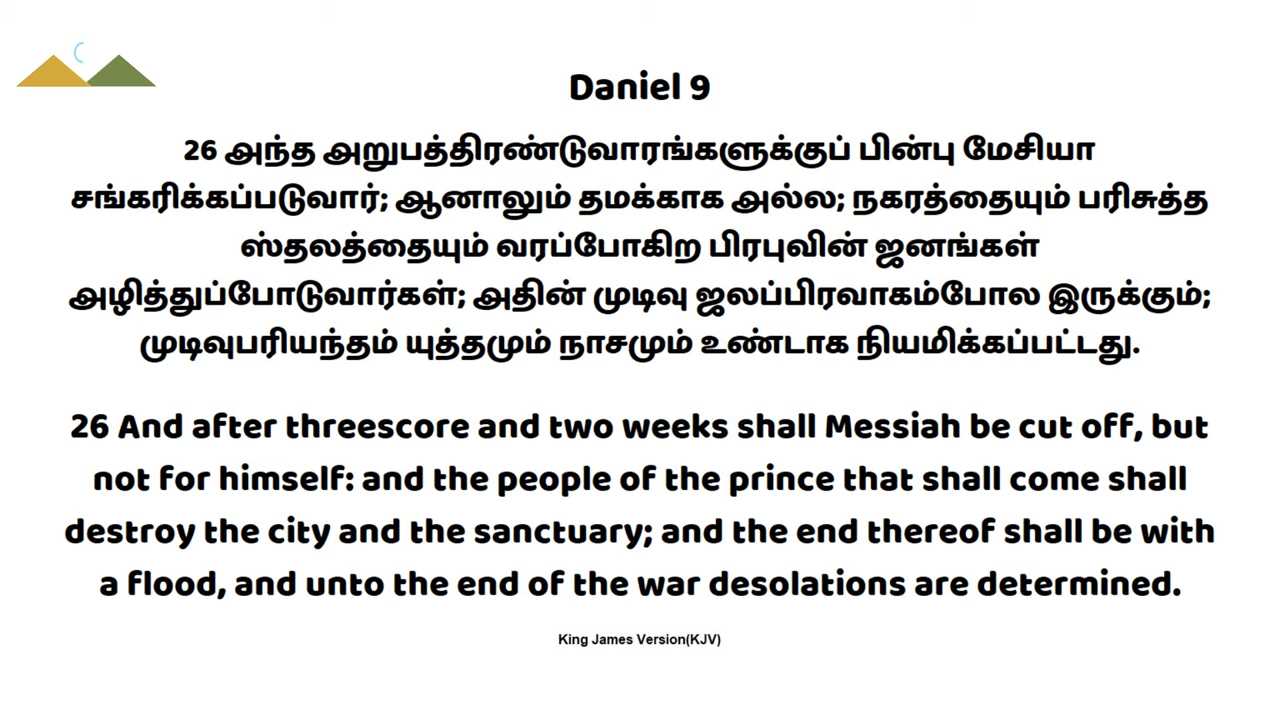 Daniel 9
26 அந்த அறுபத்திரண்டுவாரங்களுக்குப் பின்பு மேசியா
சங்கரிக்கப்படுவார்; ஆனாலும் தமக்காக அல்ல; நகரத்தையும் பரிசுத்த
ஸ்தலத்தையும் வரப்போகிற பிரபுவின் ஜனங்கள்
அழித்துப்போடுவார்கள்; அதின் முடிவு ஜலப்பிரவாகம்போல இருக்கும்;
முடிவுபரியந்தம் யுத்தமும் நாசமும் உண்டாக நியமிக்கப்பட்டது.
26 And after threescore and two weeks shall Messiah be cut off, but
not for himself: and the people of the prince that shall come shall
destroy the city and the sanctuary; and the end thereof shall be with
a flood, and unto the end of the war desolations are determined.
King James Version(KJV)